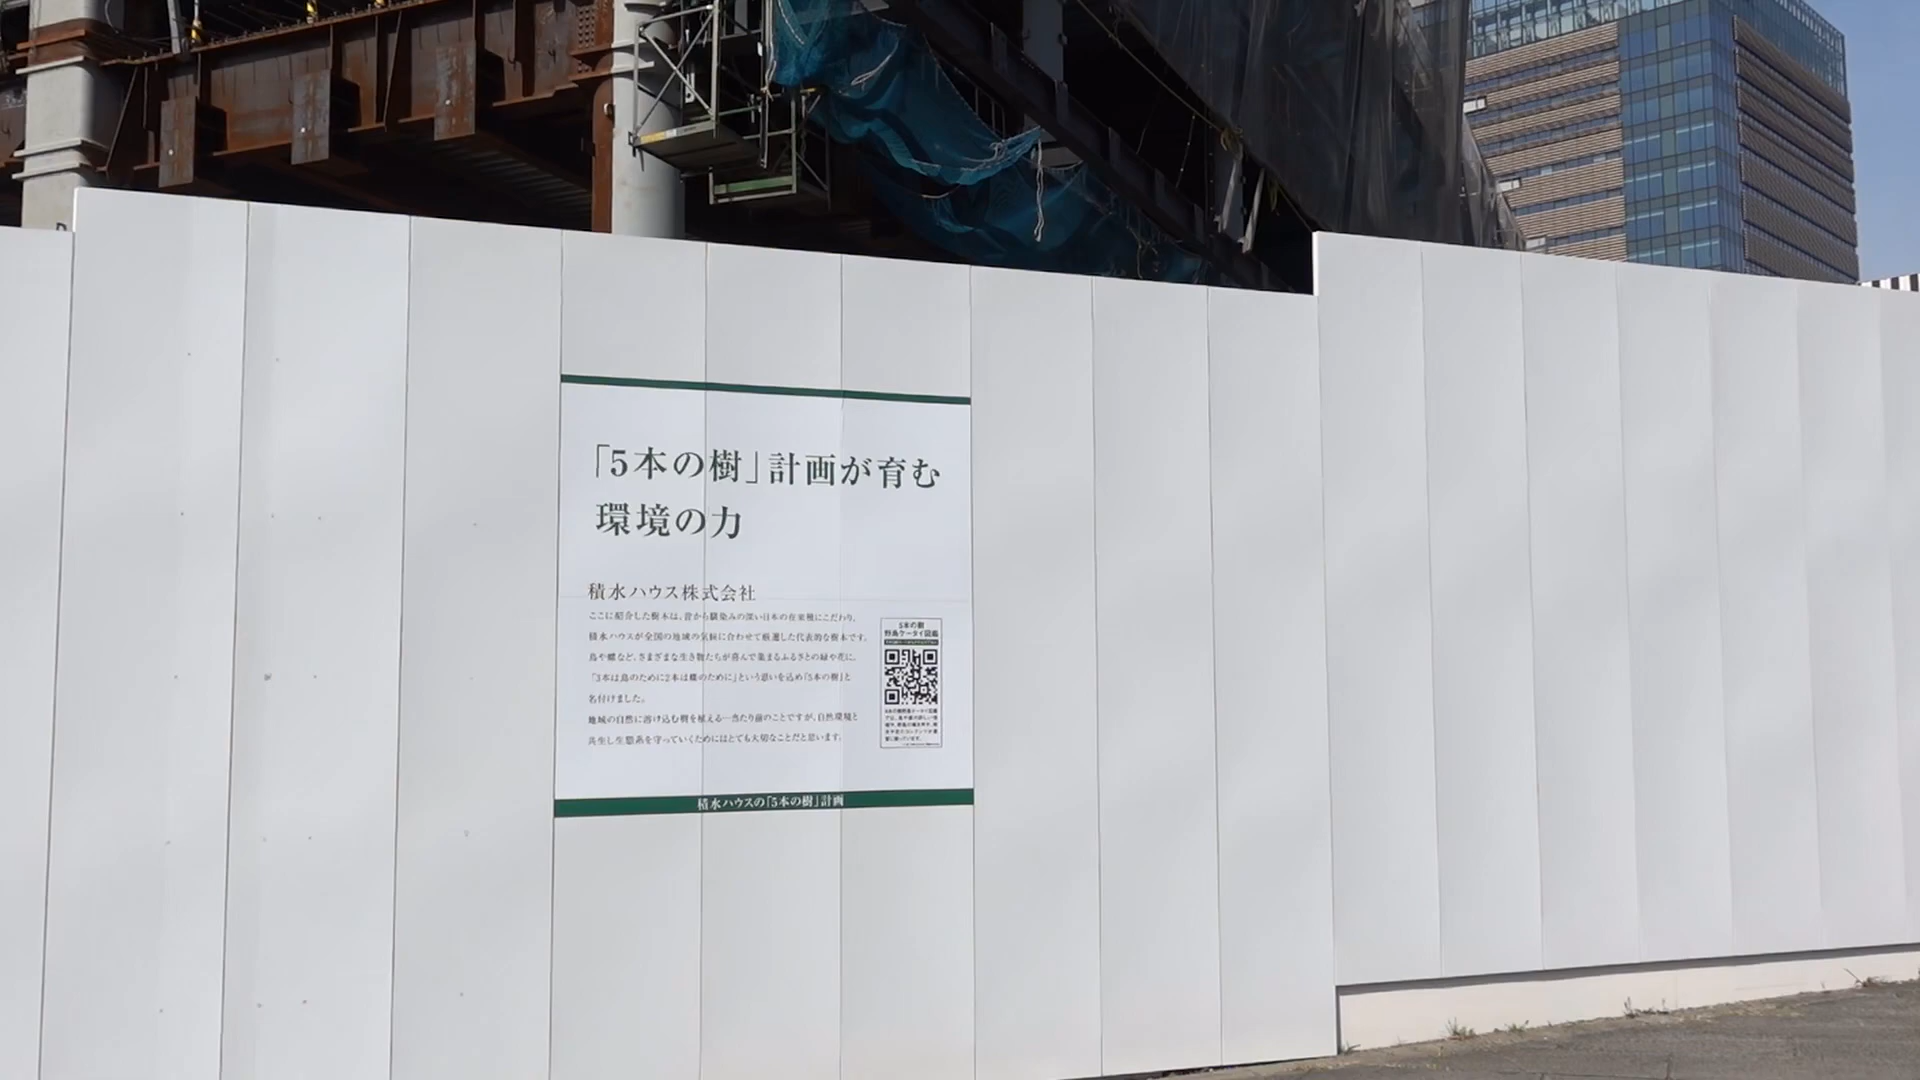 「5本の樹」計画が育む
環境の力
積水ハウス株式会社
ここに紹介した樹木は、昔から馴染みの深い日本の在来種にこだわり、
積水ハウスが全国の地域の気候に合わせて厳選した代表的な樹木です。
鳥や蝶など、さまざまな生き物たちが喜んで集まるふるさとの緑や花に。
「3本は鳥のために2本は蝶のために」という思いを込め「5本の樹」と
名付けました。
地域の自然に溶け込む樹を植える―当たり前のことですが、自然環境と
共生し生態系を守っていくためにはとても大切なことだと思います。
5本の樹
野鳥ケータイ図鑑
積水ハウスの「5本の樹」計画